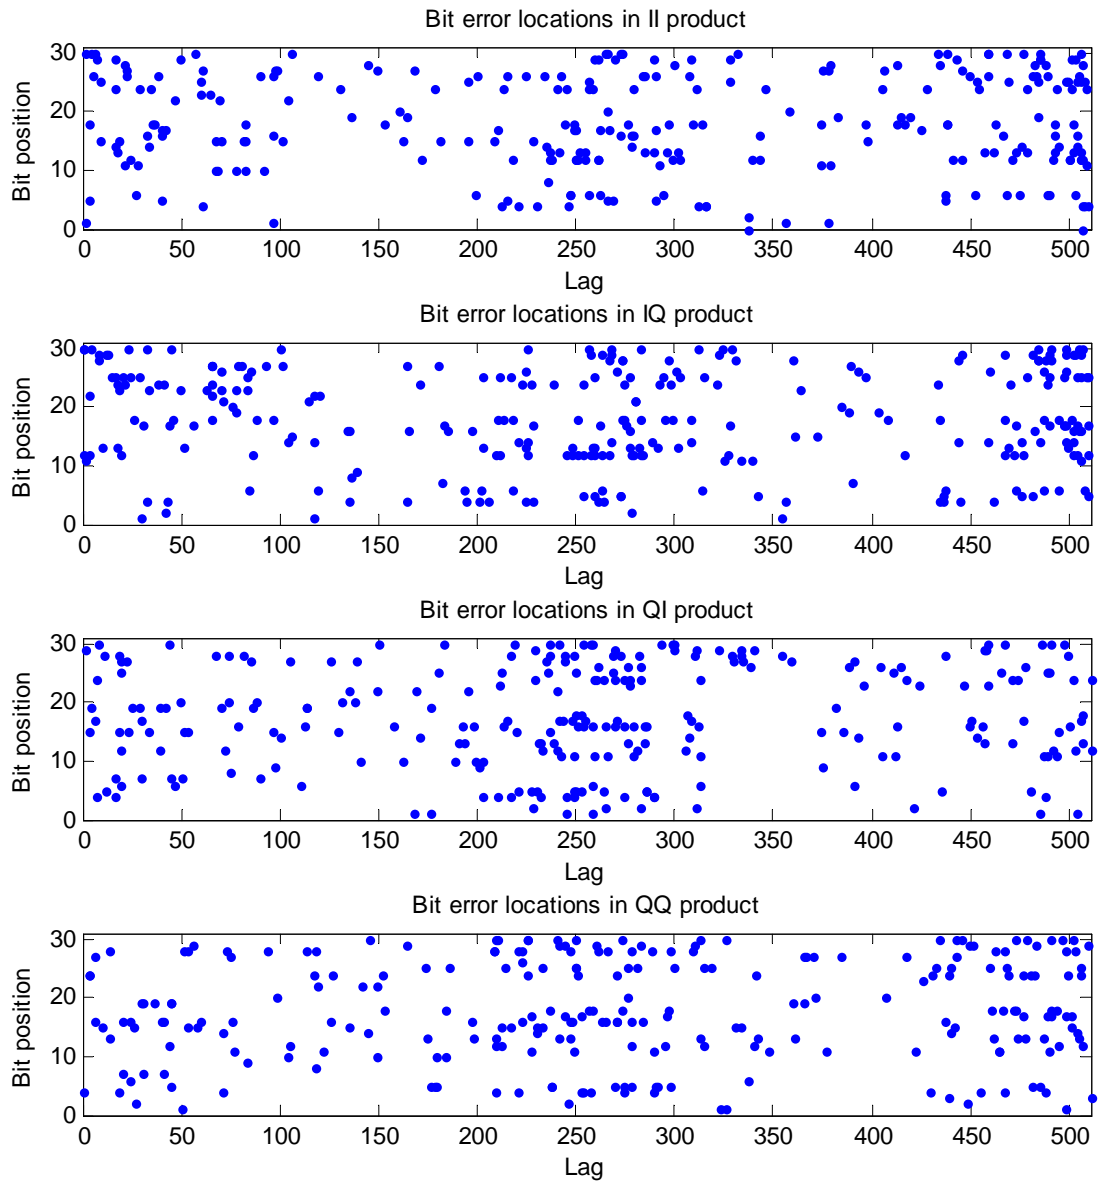 Bit error locations in II product
30
20
10
0
Bit position
0 50 100 150 200 250 300 350 400 450 500
Lag
Bit error locations in IQ product
30
20
10
0
Bit position
0 50 100 150 200 250 300 350 400 450 500
Lag
Bit error locations in QI product
30
20
10
0
Bit position
0 50 100 150 200 250 300 350 400 450 500
Lag
Bit error locations in QQ product
30
20
10
0
Bit position
0 50 100 150 200 250 300 350 400 450 500
Lag